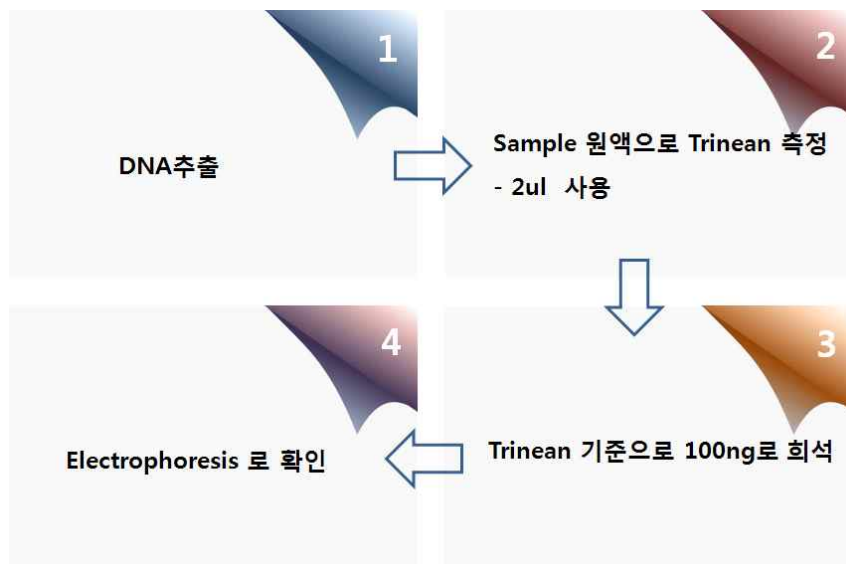 1
DNA추출
2
Sample 원액으로 Trinean 측정
- 2ul 사용
3
Trinean 기준으로 100ng로 희석
4
Electrophoresis 로 확인